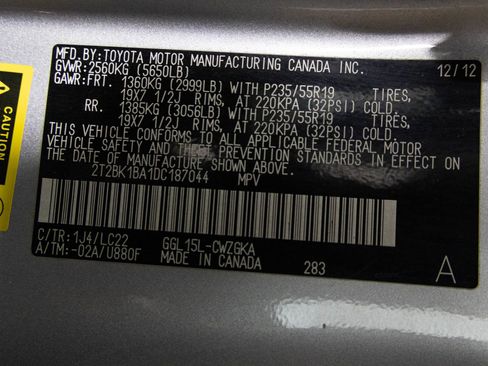 MFD.BY:TOYOTA MOTOR MANUFACTURING CANADA INC. 12/12
GVWR:2560KG (5650LB)
GAWR:FRT. 1360KG (2999LB) WITH P235/55R19 TIRES,
19X7 1/2J RIMS, AT 220KPA (32PSI) COLD.
RR. 1385KG (3056LB) WITH P235/55R19 TIRES,
19X7 1/2J RIMS, AT 220KPA (32PSI) COLD.
THIS VEHICLE CONFORMS TO ALL APPLICABLE FEDERAL MOTOR
VEHICLE SAFETY AND THEFT PREVENTION STANDARDS IN EFFECT ON
THE DATE OF MANUFACTURE SHOWN ABOVE.
2T2BK1BA1DC187044 MPV
C/TR:1J4/LC22 GGL15L-CWZGKA
A/TM:-02A/U880F MADE IN CANADA 283 A
CAUTION